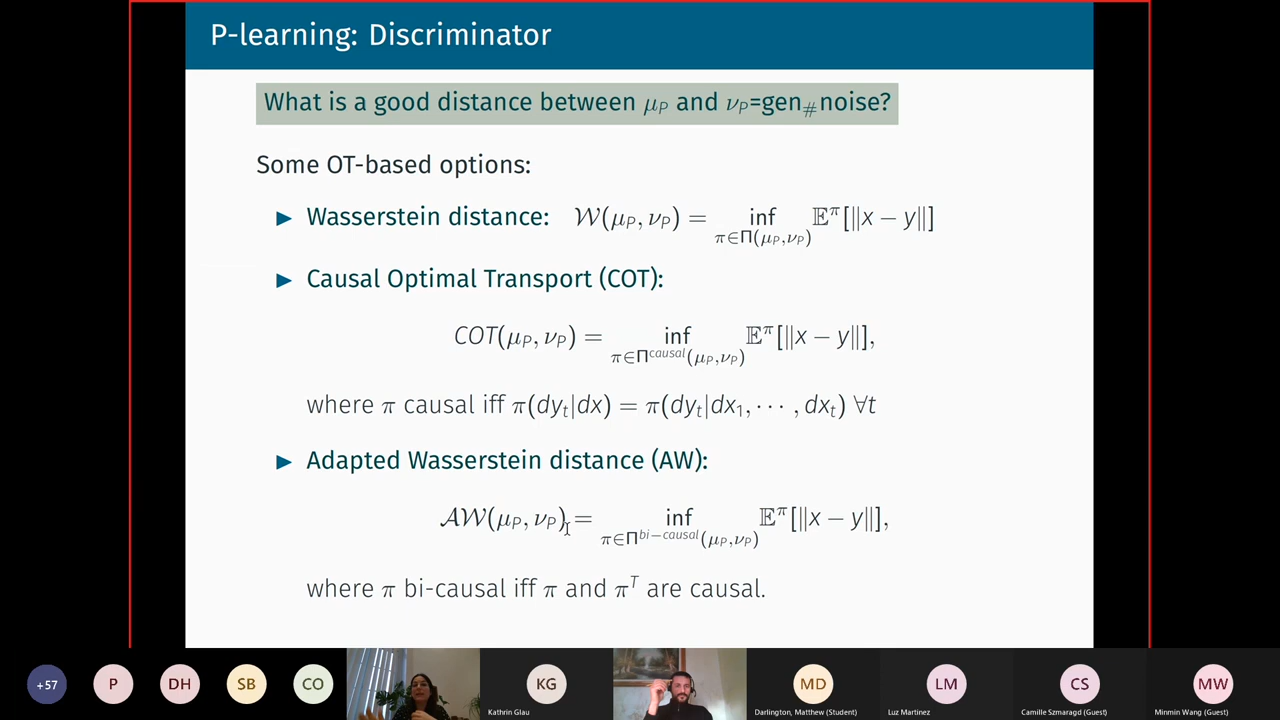 P-learning: Discriminator
What is a good distance between μ_P and ν_P=gen_#noise?
Some OT-based options:
▶ Wasserstein distance: 𝒲(μ_P, ν_P) = inf_{π∈Π(μ_P,ν_P)} 𝔼^π[‖x − y‖]
▶ Causal Optimal Transport (COT):
COT(μ_P, ν_P) = inf_{π∈Π^{causal}(μ_P,ν_P)} 𝔼^π[‖x − y‖],
where π causal iff π(dy_t|dx) = π(dy_t|dx_1, ⋯ , dx_t) ∀t
▶ Adapted Wasserstein distance (AW):
𝒜𝒲(μ_P, ν_P) = inf_{π∈Π^{bi−causal}(μ_P,ν_P)} 𝔼^π[‖x − y‖],
where π bi-causal iff π and π^T are causal.
+57 P DH SB CO KG MD LM CS MW
Kathrin Glau Darlington, Matthew (Student) Luz Martinez Camille Szmaragd (Guest) Minmin Wang (Guest)